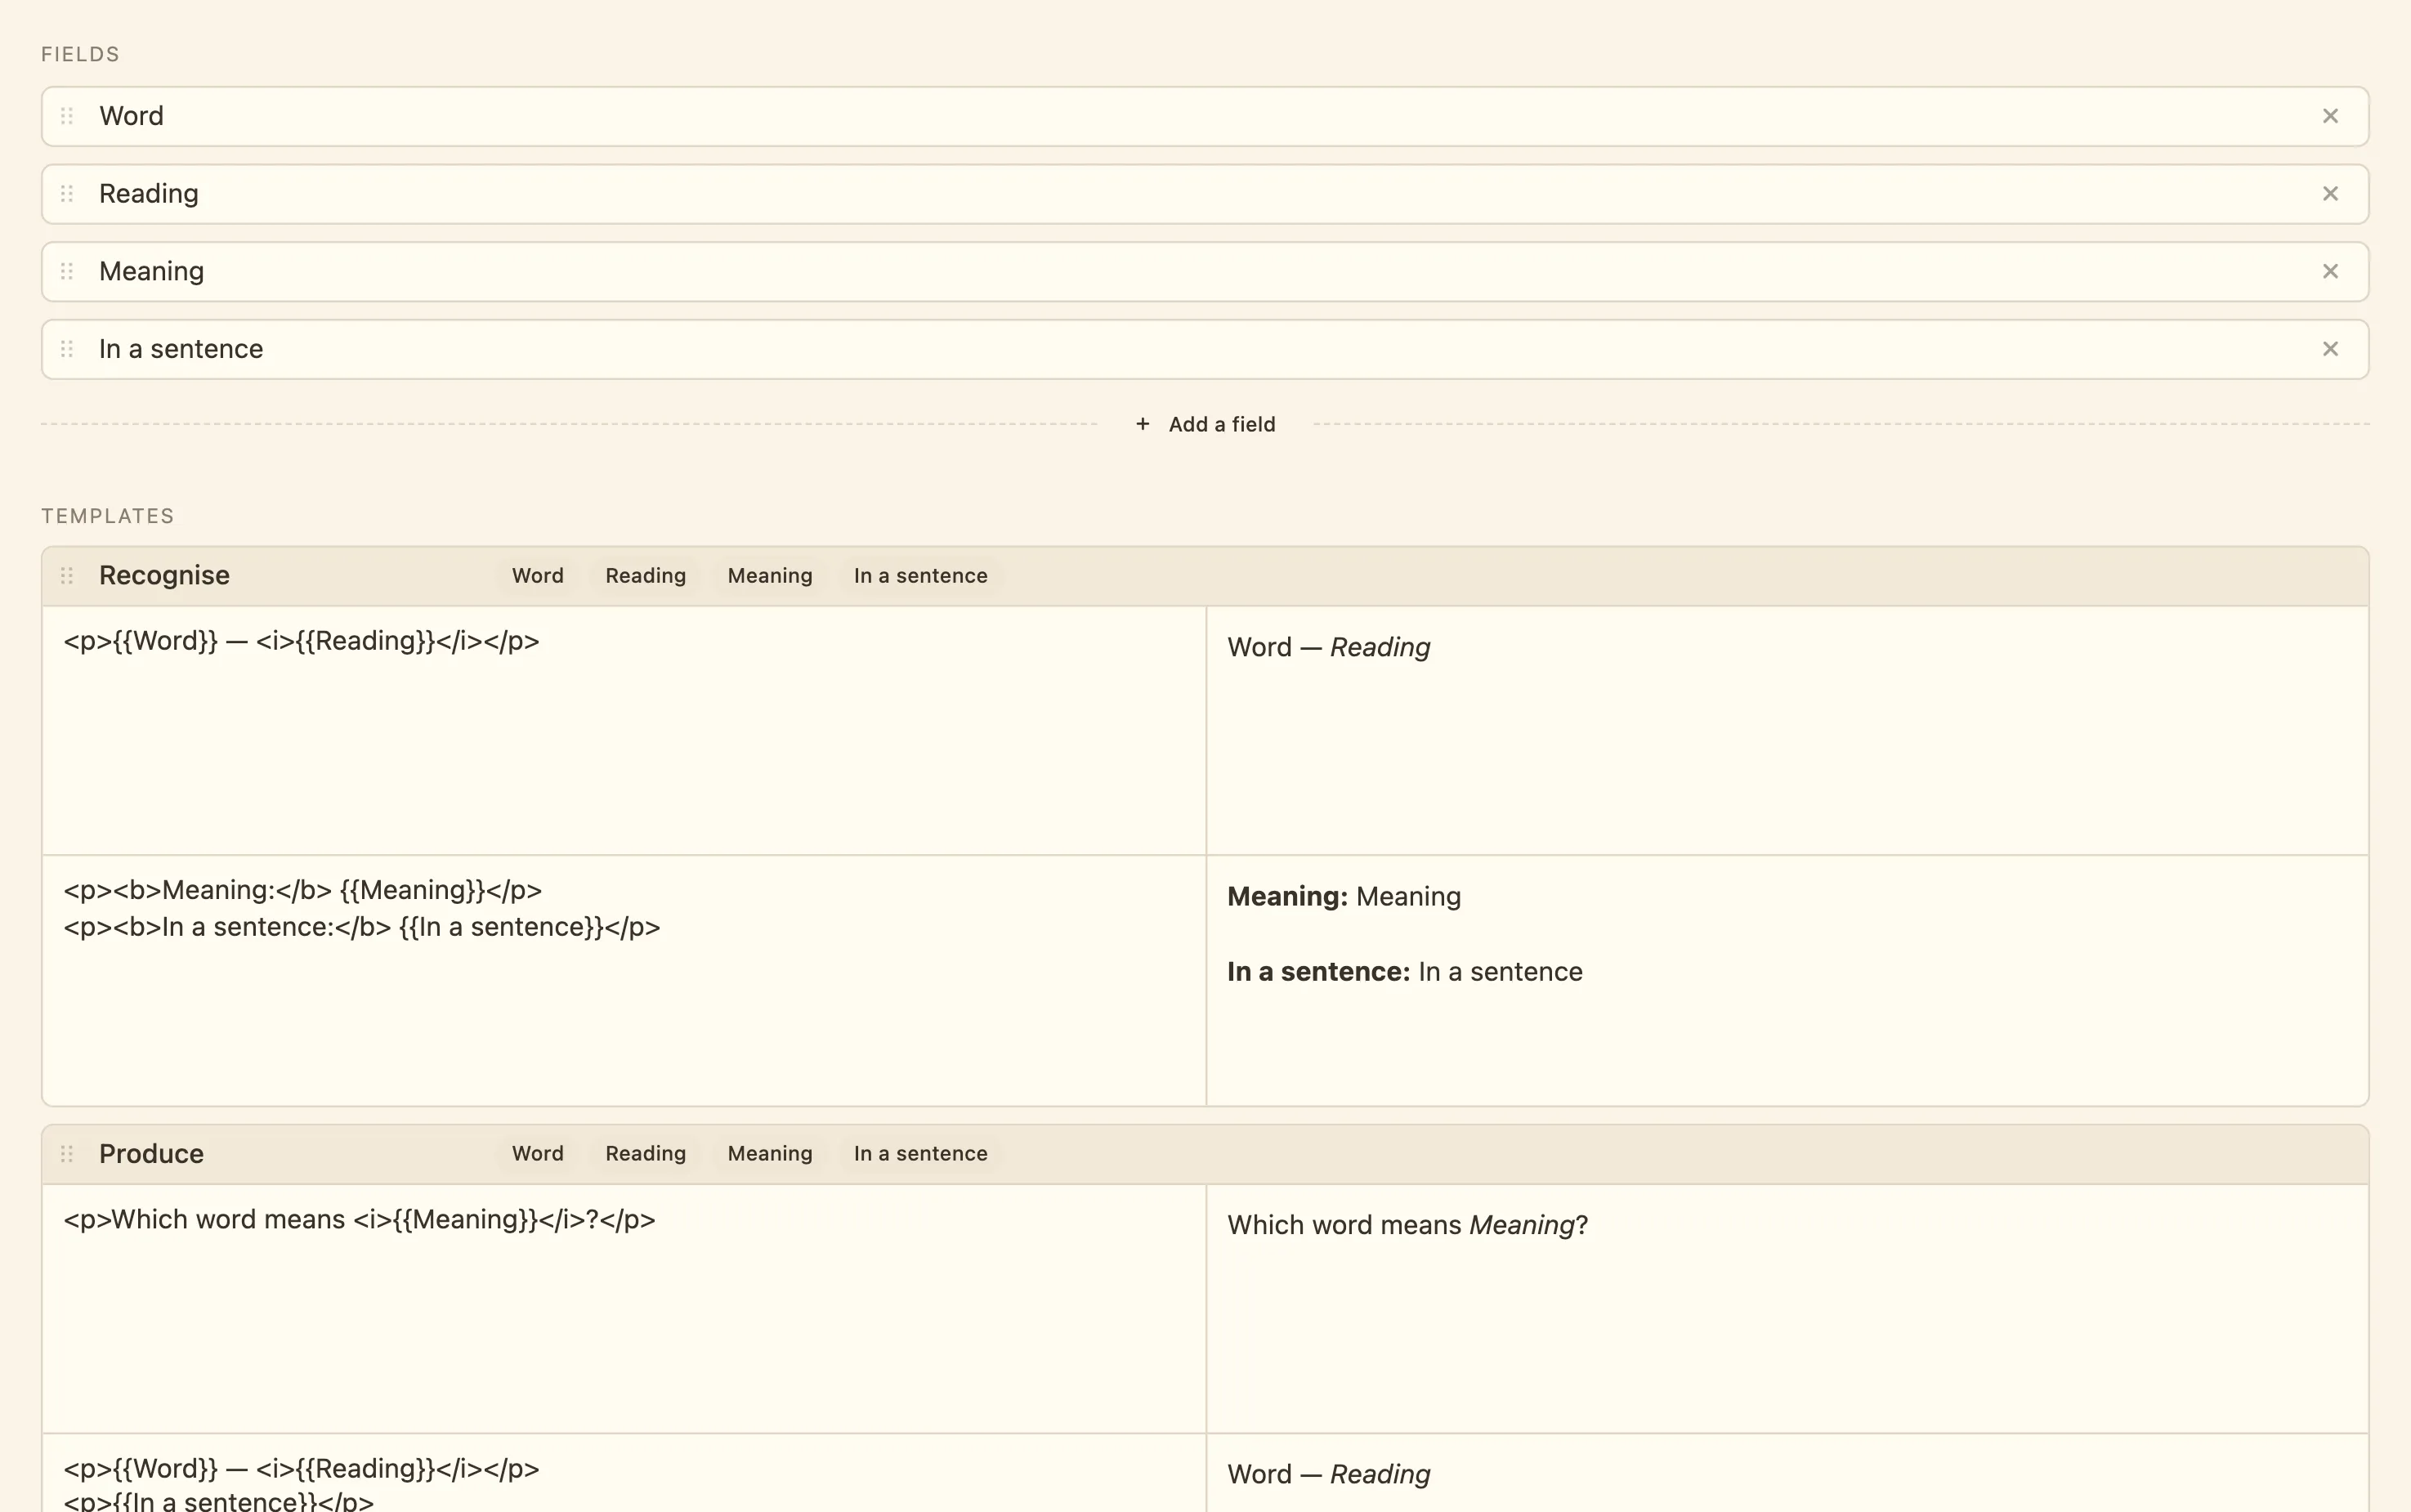 FIELDS
Word
Reading
Meaning
In a sentence
+ Add a field
TEMPLATES
Recognise Word Reading Meaning In a sentence
<p>{{Word}} — <i>{{Reading}}</i></p>
Word — Reading
<p><b>Meaning:</b> {{Meaning}}</p>
<p><b>In a sentence:</b> {{In a sentence}}</p>
Meaning: Meaning
In a sentence: In a sentence
Produce Word Reading Meaning In a sentence
<p>Which word means <i>{{Meaning}}</i>?</p>
Which word means Meaning?
<p>{{Word}} — <i>{{Reading}}</i></p>
<p>{{In a sentence}}</p>
Word — Reading